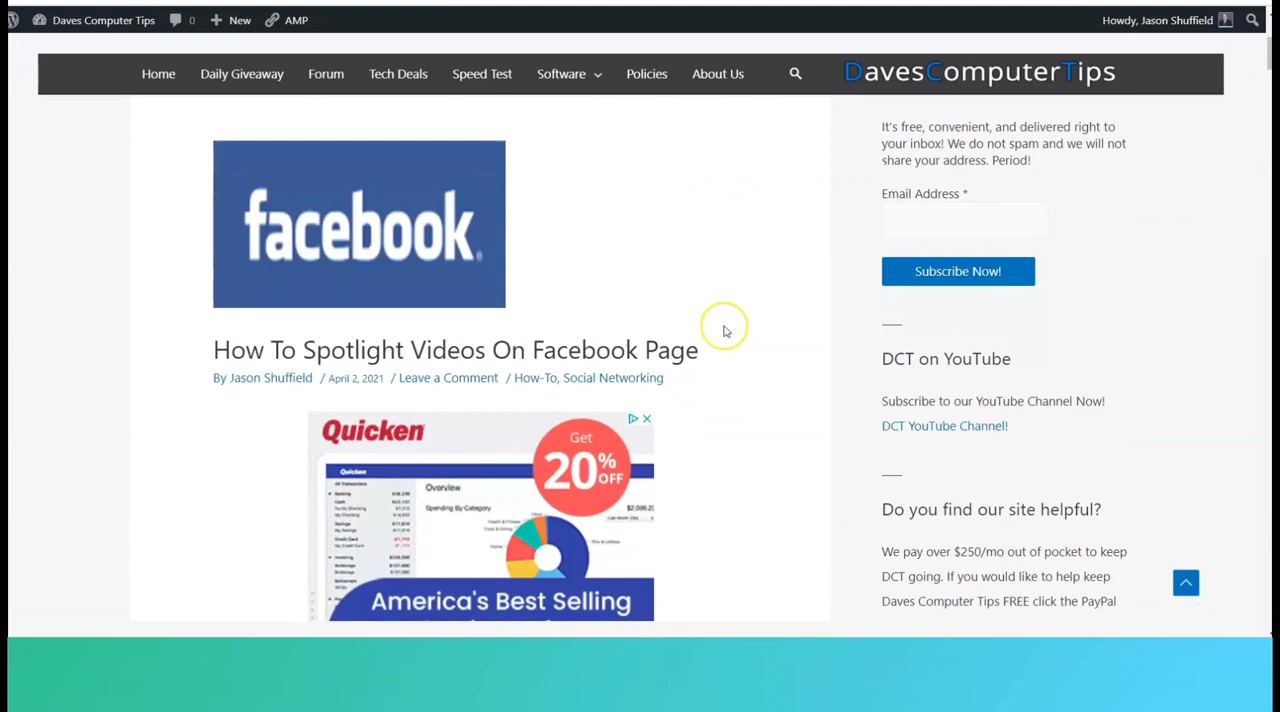 Daves Computer Tips 0 New AMP Howdy, Jason Shuffield
Home Daily Giveaway Forum Tech Deals Speed Test Software Policies About Us DavesComputerTips
facebook
How To Spotlight Videos On Facebook Page
By Jason Shuffield / April 2, 2021 / Leave a Comment / How-To, Social Networking
Quicken
Get
20% OFF
Quicken
Overview
Spending By Category
America's Best Selling
It's free, convenient, and delivered right to
your inbox! We do not spam and we will not
share your address. Period!
Email Address *
Subscribe Now!
DCT on YouTube
Subscribe to our YouTube Channel Now!
DCT YouTube Channel!
Do you find our site helpful?
We pay over $250/mo out of pocket to keep
DCT going. If you would like to help keep
Daves Computer Tips FREE click the PayPal